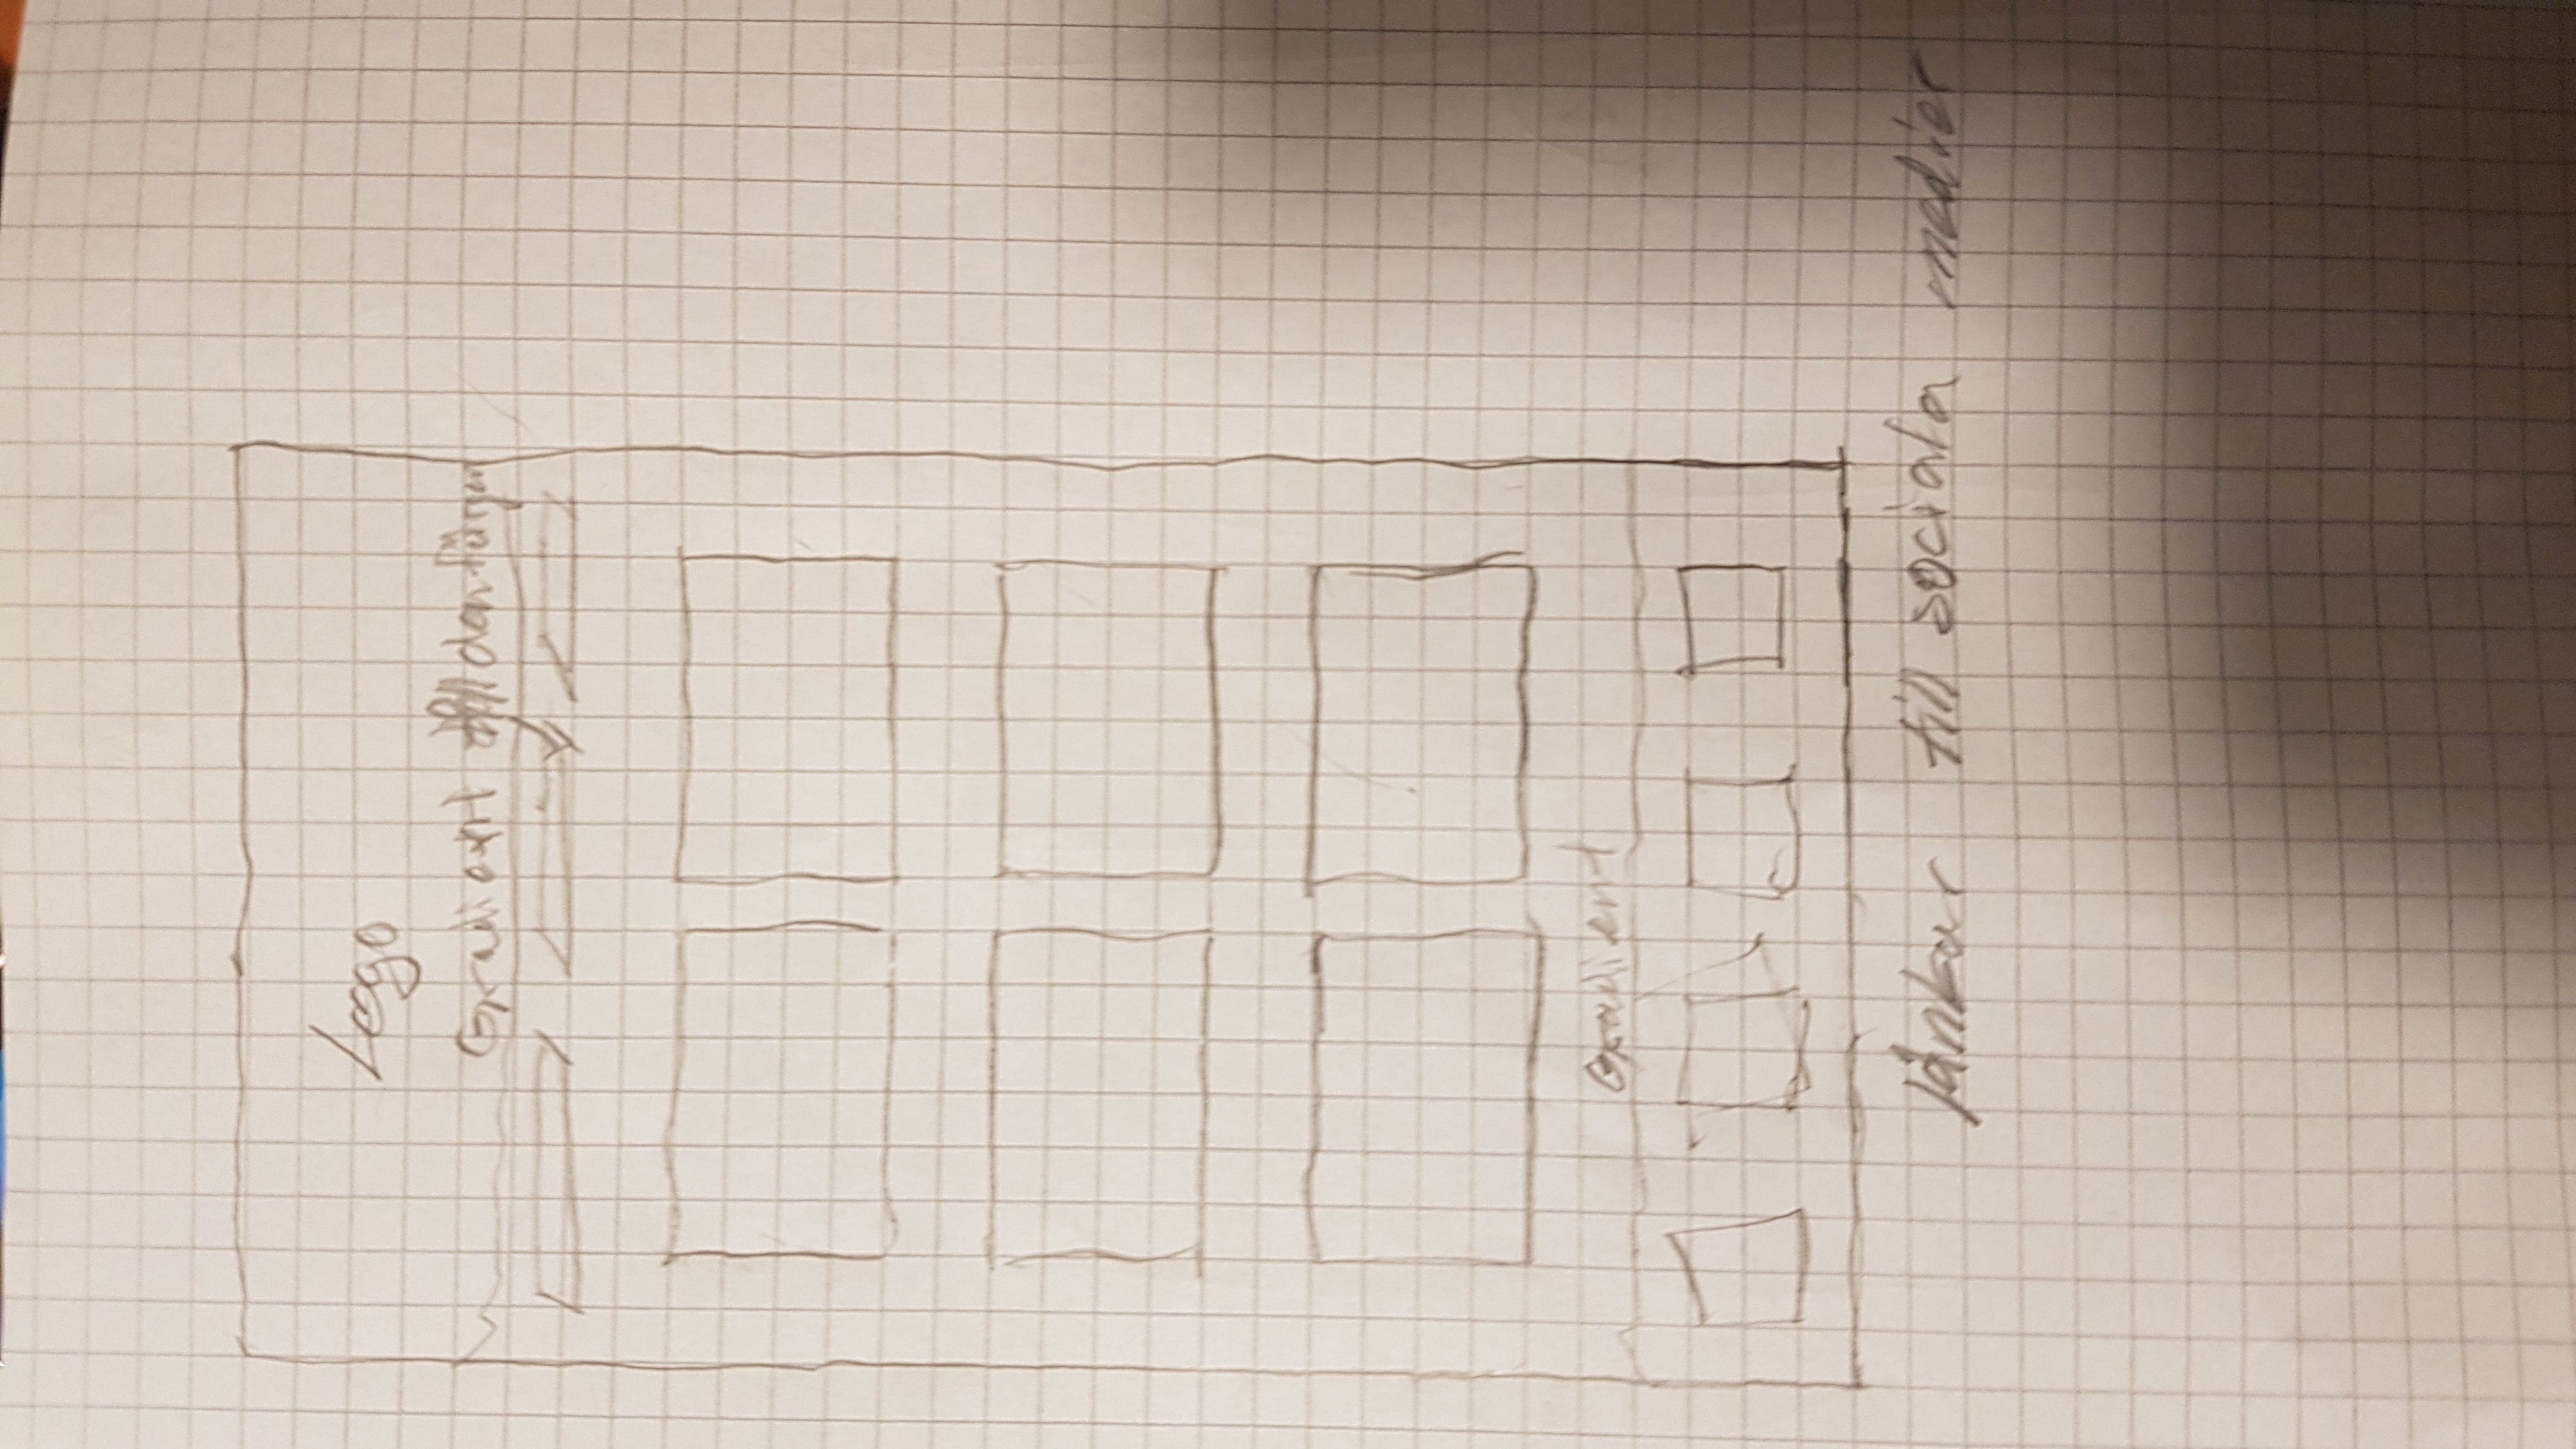 Logo
Gradient till den färgen
Gradient
länkar till sociala medier